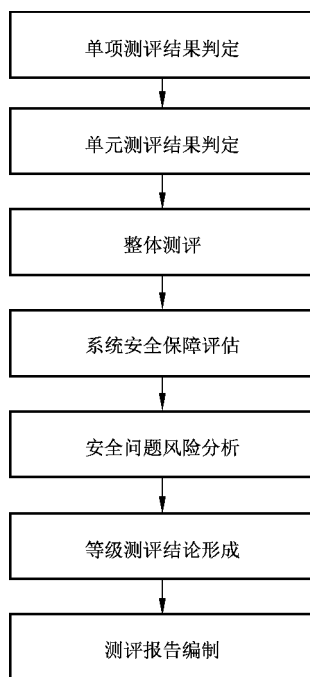 单项测评结果判定
单元测评结果判定
整体测评
系统安全保障评估
安全问题风险分析
等级测评结论形成
测评报告编制